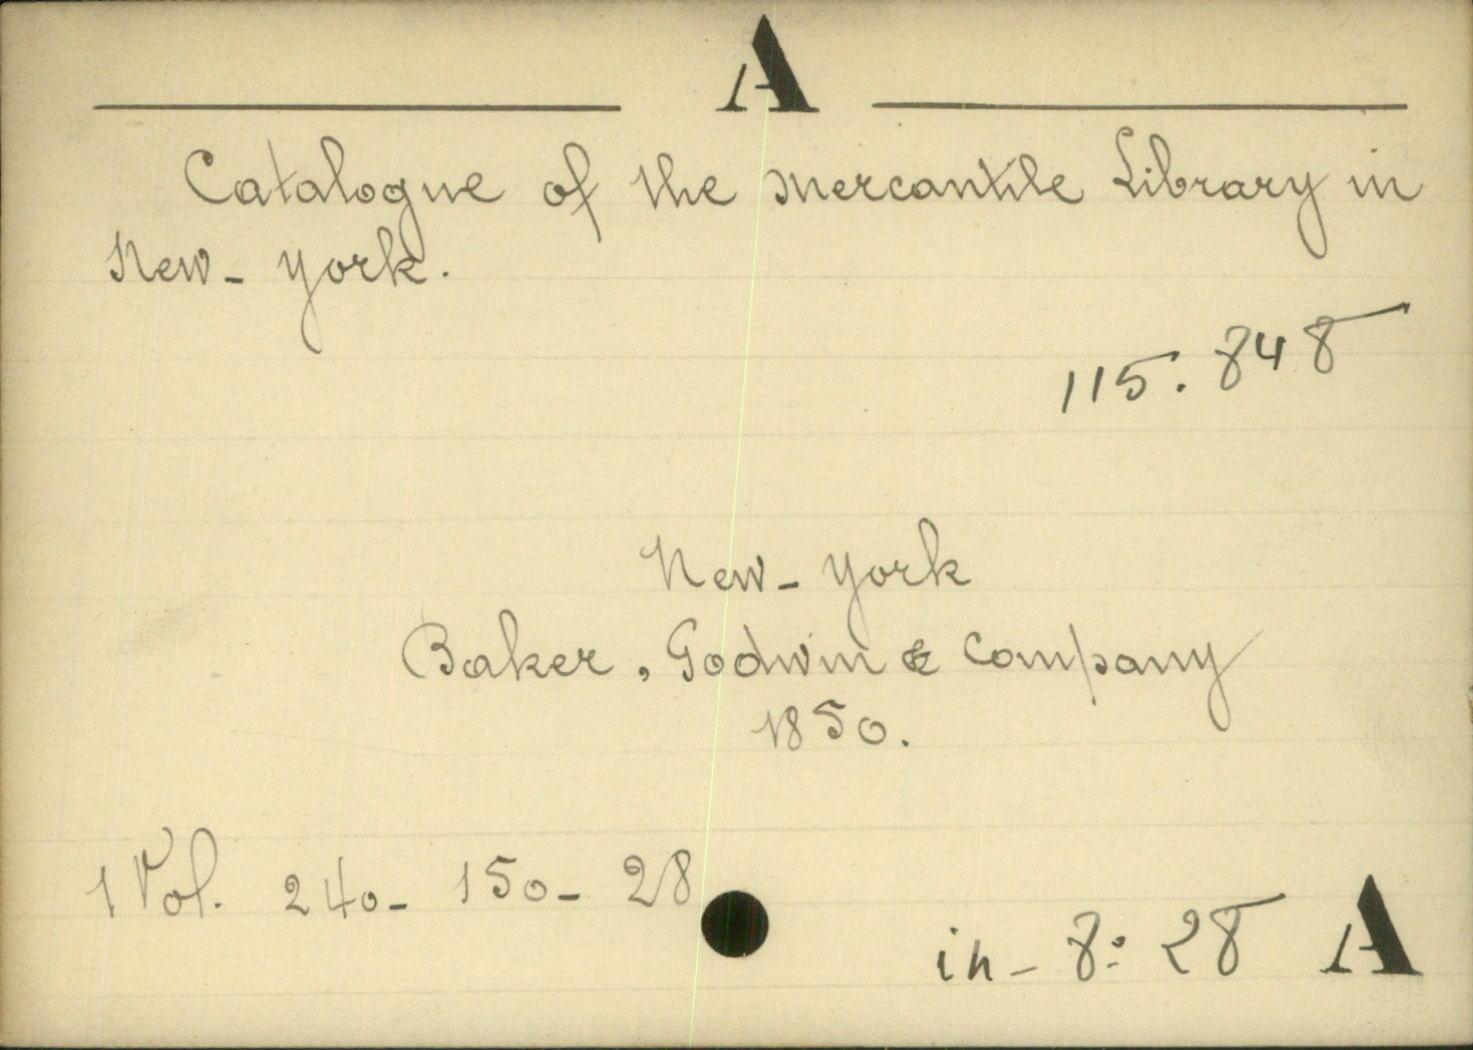 A
Catalogue of the Mercantile Library in
New-York.
115.848
New-York
Baker, Godwin & Company
1850.
1 Vol. 240-150-28
in-8º 28 A